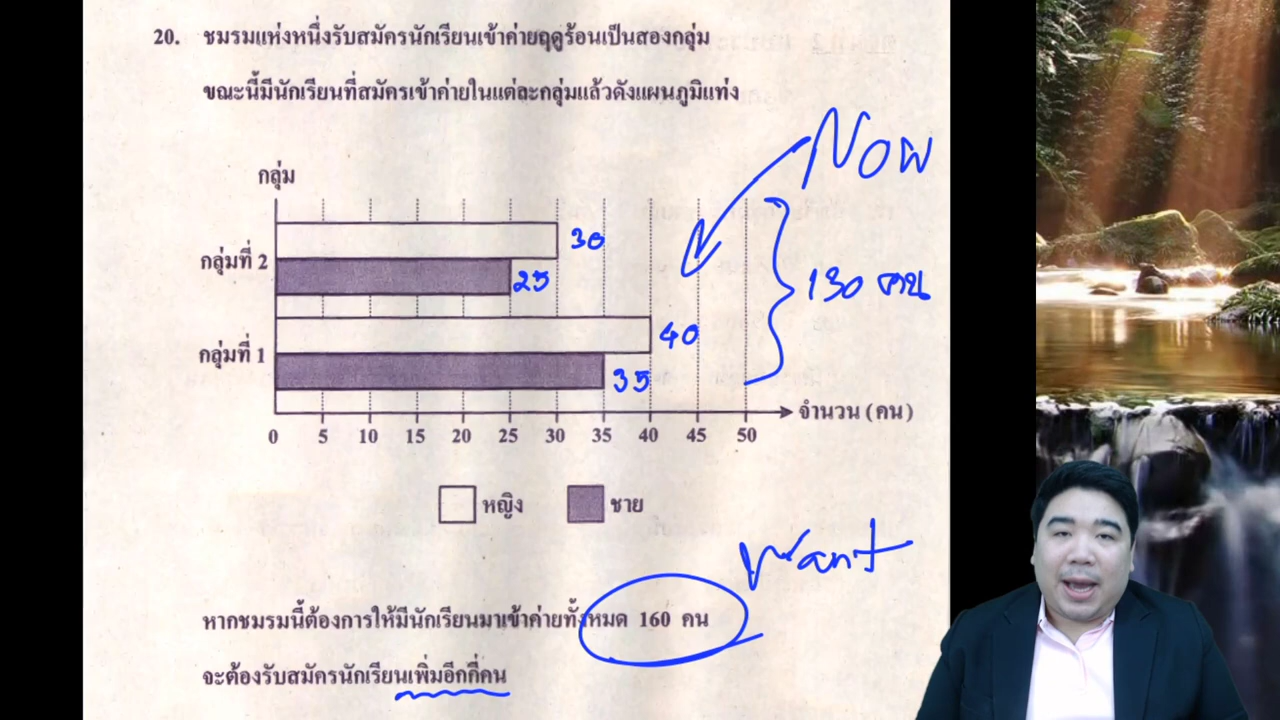 20. ชมรมแห่งหนึ่งรับสมัครนักเรียนเข้าค่ายฤดูร้อนเป็นสองกลุ่ม
ขณะนี้มีนักเรียนที่สมัครเข้าค่ายในแต่ละกลุ่มแล้วดังแผนภูมิแท่ง
Now
กลุ่ม
กลุ่มที่ 2
30
25
130 คน
กลุ่มที่ 1
40
35
จำนวน (คน)
0 5 10 15 20 25 30 35 40 45 50
หญิง ชาย
want
หากชมรมนี้ต้องการให้มีนักเรียนมาเข้าค่ายทั้งหมด 160 คน
จะต้องรับสมัครนักเรียนเพิ่มอีกกี่คน